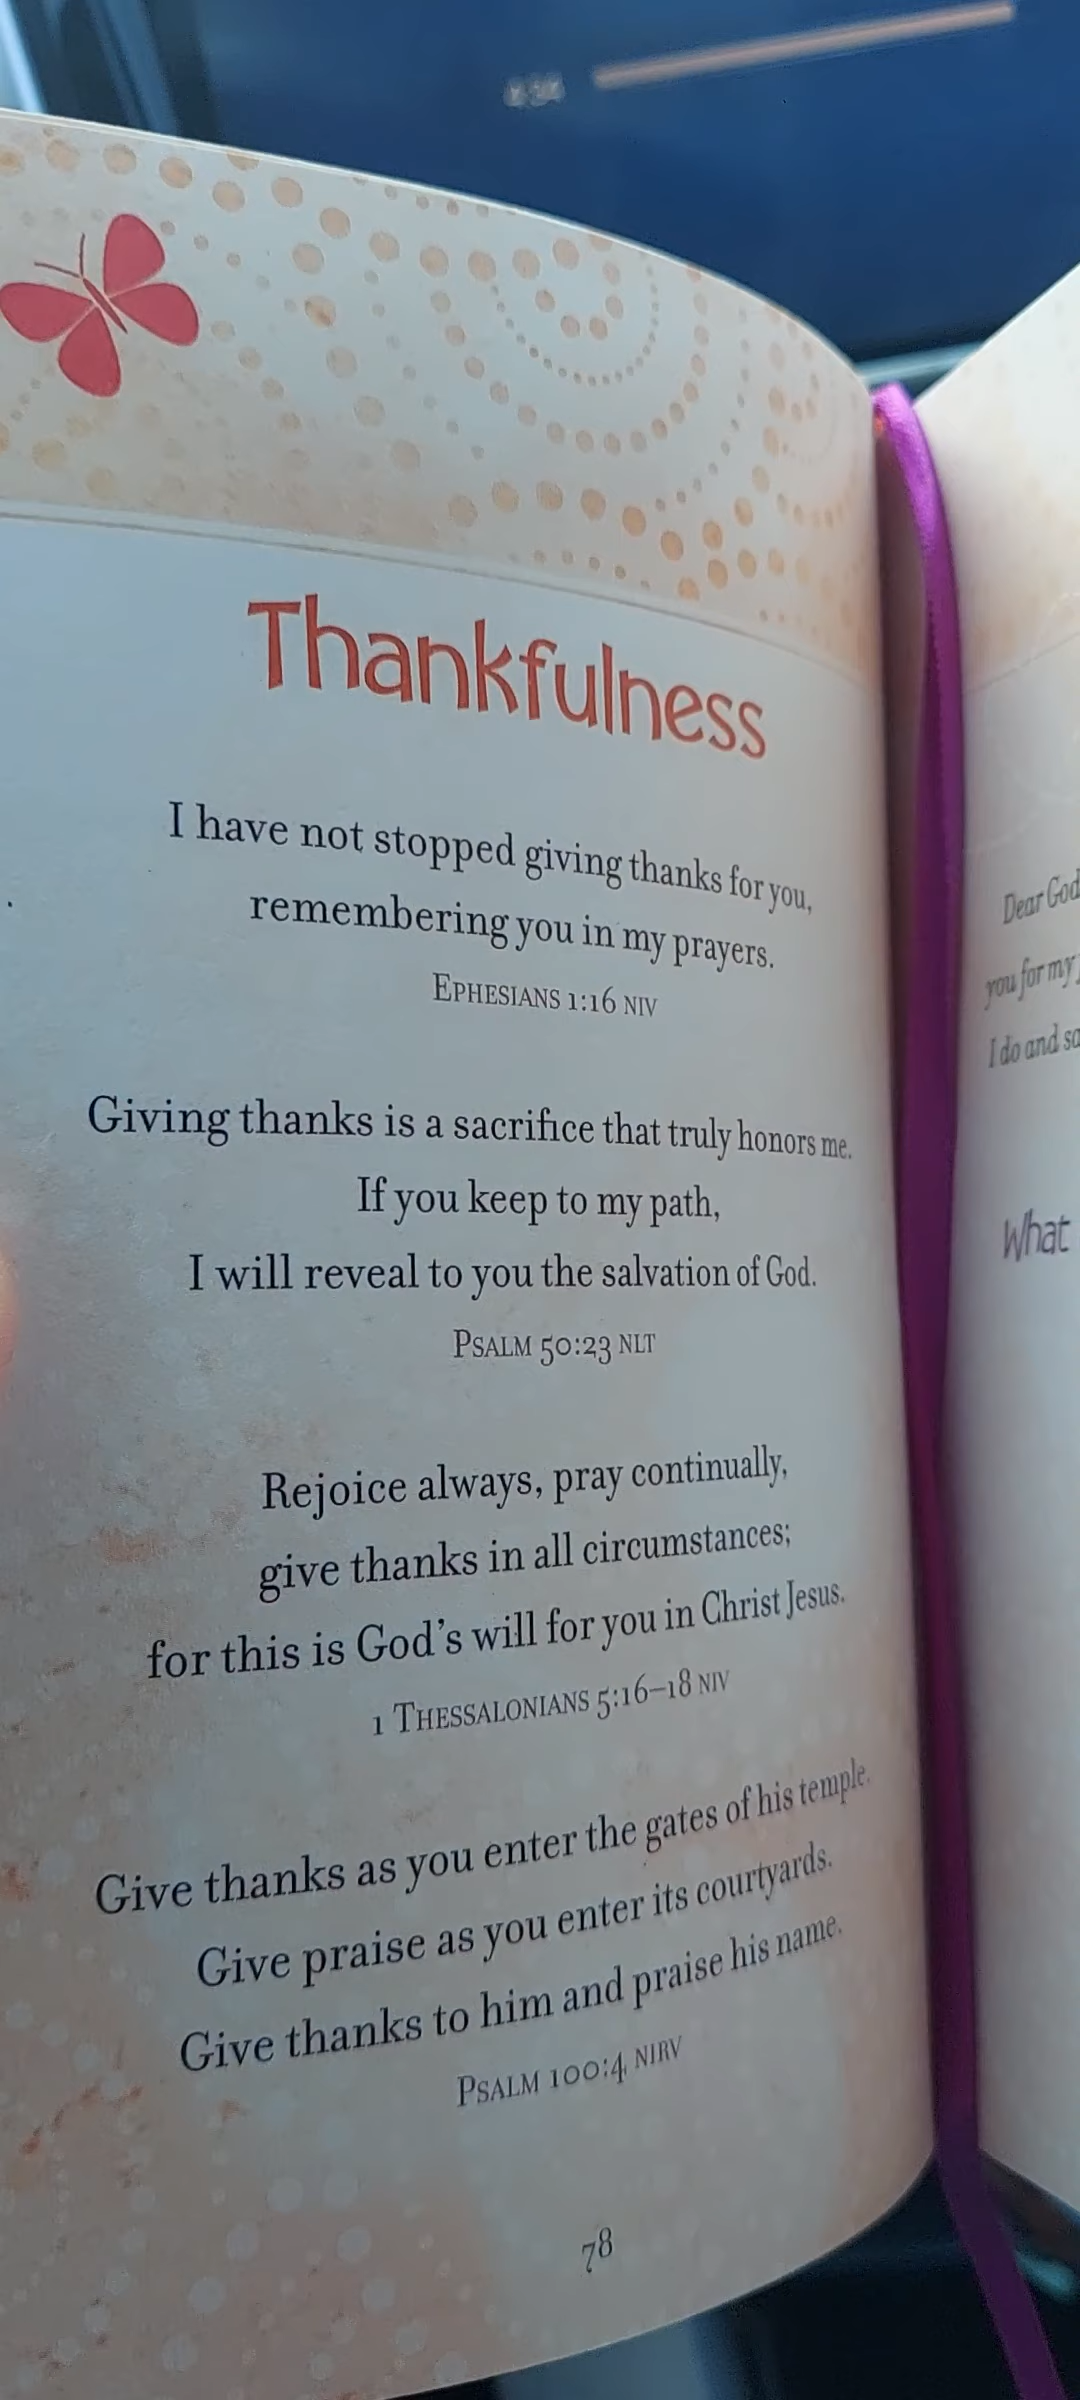 Thankfulness
I have not stopped giving thanks for you,
remembering you in my prayers.
EPHESIANS 1:16 NIV
Giving thanks is a sacrifice that truly honors me.
If you keep to my path,
I will reveal to you the salvation of God.
PSALM 50:23 NLT
Rejoice always, pray continually,
give thanks in all circumstances;
for this is God's will for you in Christ Jesus.
1 THESSALONIANS 5:16–18 NIV
Give thanks as you enter the gates of his temple.
Give praise as you enter its courtyards.
Give thanks to him and praise his name.
PSALM 100:4 NIRV
78
Dear God
you for my
I do and
What